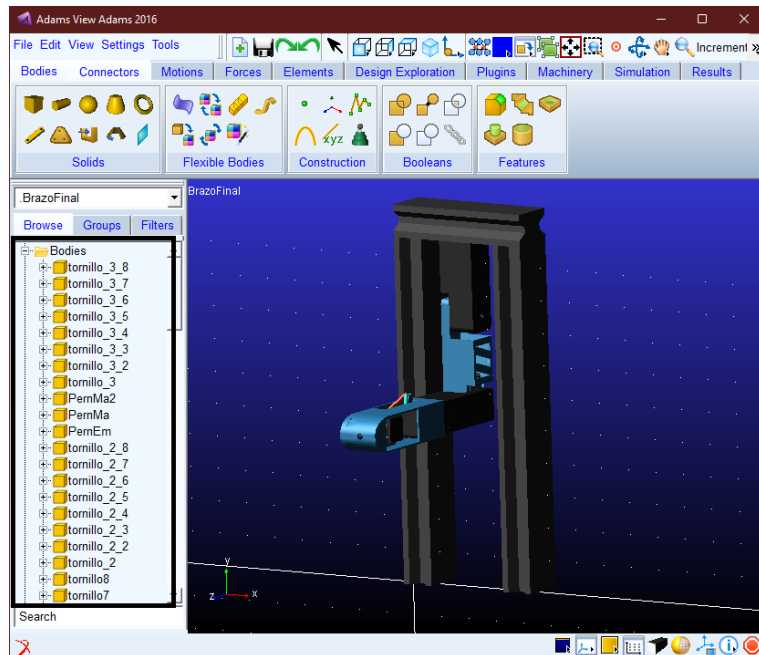 Adams View Adams 2016
File Edit View Settings Tools
Increment
Bodies Connectors Motions Forces Elements Design Exploration Plugins Machinery Simulation Results
xyz
Solids Flexible Bodies Construction Booleans Features
.BrazoFinal
BrazoFinal
Browse Groups Filters
Bodies
tornillo_3_8
tornillo_3_7
tornillo_3_6
tornillo_3_5
tornillo_3_4
tornillo_3_3
tornillo_3_2
tornillo_3
PernMa2
PernMa
PernEm
tornillo_2_8
tornillo_2_7
tornillo_2_6
tornillo_2_5
tornillo_2_4
tornillo_2_3
tornillo_2_2
tornillo_2
tornillo8
tornillo7
Search
y
z x